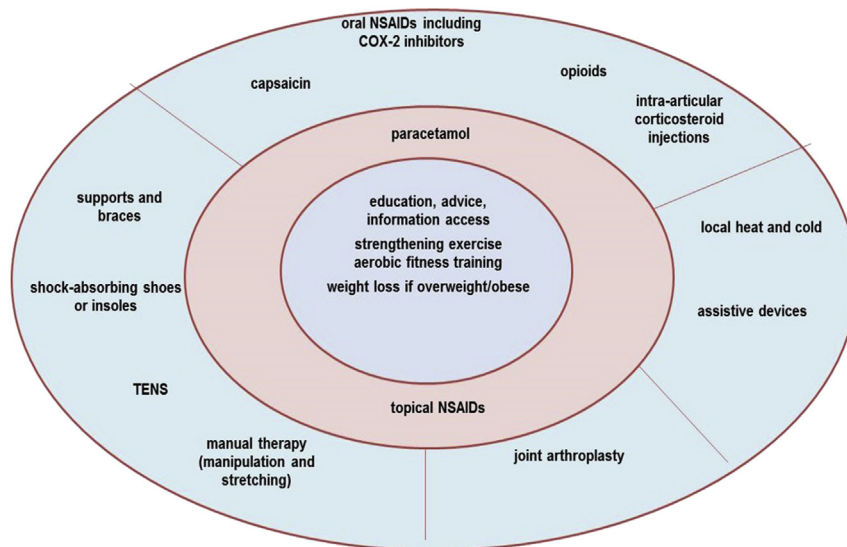 oral NSAIDs including
COX-2 inhibitors
capsaicin
opioids
intra-articular
corticosteroid
injections
paracetamol
supports and
braces
education, advice,
information access
strengthening exercise
aerobic fitness training
weight loss if overweight/obese
local heat and cold
shock-absorbing shoes
or insoles
assistive devices
TENS
topical NSAIDs
manual therapy
(manipulation and
stretching)
joint arthroplasty